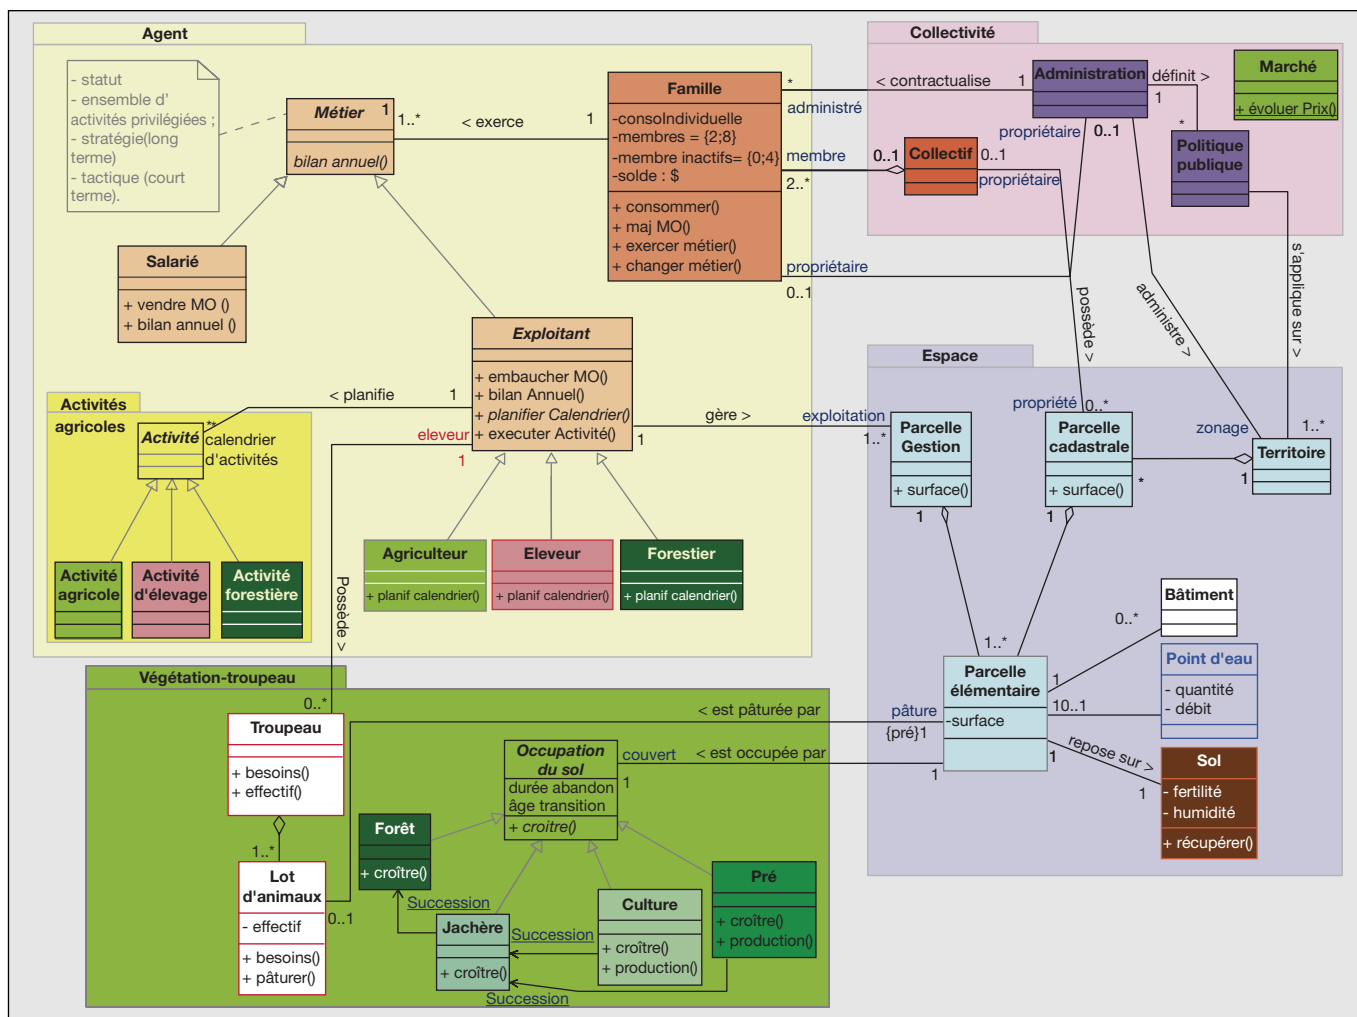 Agent
- statut
- ensemble d'
activités privilégiées ;
- stratégie(long
terme)
- tactique (court
terme).
Métier
1
bilan annuel()
1..*
< exerce
1
Famille
-consoIndividuelle
-membres = {2;8}
-membre inactifs= {0;4}
-solde : $
+ consommer()
+ maj MO()
+ exercer métier()
+ changer métier()
Salarié
+ vendre MO ()
+ bilan annuel ()
Exploitant
+ embaucher MO()
+ bilan Annuel()
+ planifier Calendrier()
+ executer Activité()
< planifie
1
eleveur
1
gère >
1
exploitation
1..*
Activités
agricoles
Activité
**
calendrier
d'activités
Activité
agricole
Activité
d'élevage
Activité
forestière
Agriculteur
+ planif calendrier()
Eleveur
+ planif calendrier()
Forestier
+ planif calendrier()
Possède >
0..*
Collectivité
*
< contractualise
1
administré
Administration
définit >
1
*
propriétaire
0..1
Marché
+ évoluer Prix()
Politique
publique
membre
2..*
0..1
Collectif
0..1
propriétaire
propriétaire
0..1
possède >
administre >
s'applique sur >
Espace
Parcelle
Gestion
+ surface()
1
propriété
0..*
Parcelle
cadastrale
+ surface()
1
*
zonage
1..*
Territoire
1
1..*
Parcelle
élémentaire
-surface
Bâtiment
0..*
1
Point d'eau
- quantité
- débit
10..1
repose sur >
1
1
Sol
- fertilité
- humidité
+ récupérer()
Végétation-troupeau
Troupeau
+ besoins()
+ effectif()
1..*
Lot
d'animaux
- effectif
+ besoins()
+ pâturer()
0..1
< est pâturée par
pâture
{pré}1
Occupation
du sol
durée abandon
âge transition
+ croitre()
couvert
1
< est occupée par
1
Forêt
+ croître()
Succession
Jachère
+ croître()
Succession
Culture
+ croître()
+ production()
Pré
+ croître()
+ production()
Succession